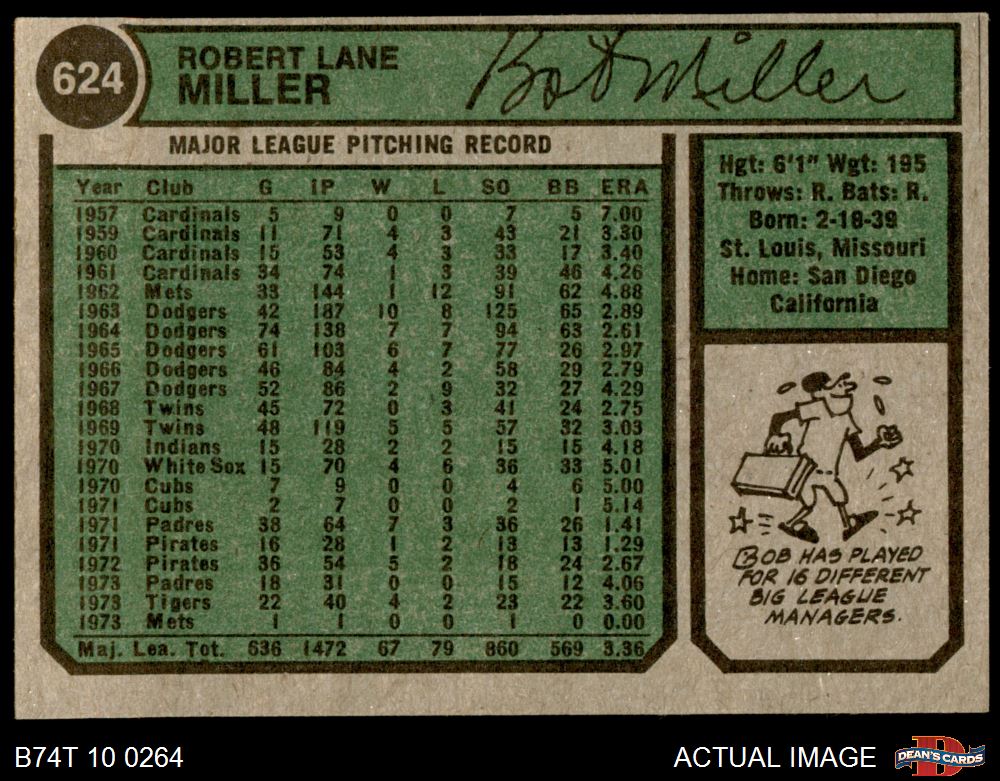 624
ROBERT LANE
MILLER
Bob Miller
MAJOR LEAGUE PITCHING RECORD
Year Club G IP W L SO BB ERA
1957 Cardinals 5 9 0 0 7 5 7.00
1959 Cardinals 11 71 4 3 43 21 3.30
1960 Cardinals 15 53 4 3 33 17 3.40
1961 Cardinals 34 74 1 3 39 46 4.26
1962 Mets 33 144 1 12 91 62 4.88
1963 Dodgers 42 187 10 8 125 65 2.89
1964 Dodgers 74 138 7 7 94 63 2.61
1965 Dodgers 61 103 6 7 77 26 2.97
1966 Dodgers 46 84 4 2 58 29 2.79
1967 Dodgers 52 86 2 9 32 27 4.29
1968 Twins 45 72 0 3 41 24 2.75
1969 Twins 48 119 5 5 57 32 3.03
1970 Indians 15 28 2 2 15 15 4.18
1970 White Sox 15 70 4 6 36 33 5.01
1970 Cubs 7 9 0 0 4 6 5.00
1971 Cubs 2 7 0 0 2 1 5.14
1971 Padres 38 64 7 3 36 26 1.41
1971 Pirates 16 28 1 2 13 13 1.29
1972 Pirates 36 54 5 2 18 24 2.67
1973 Padres 18 31 0 0 15 12 4.06
1973 Tigers 22 40 4 2 23 22 3.60
1973 Mets 1 1 0 0 1 0 0.00
Maj. Lea. Tot. 636 1472 67 79 860 569 3.36
Hgt: 6'1" Wgt: 195
Throws: R. Bats: R.
Born: 2-18-39
St. Louis, Missouri
Home: San Diego
California
BOB HAS PLAYED
FOR 16 DIFFERENT
BIG LEAGUE
MANAGERS.
B74T 10 0264
ACTUAL IMAGE
D
DEAN'S CARDS